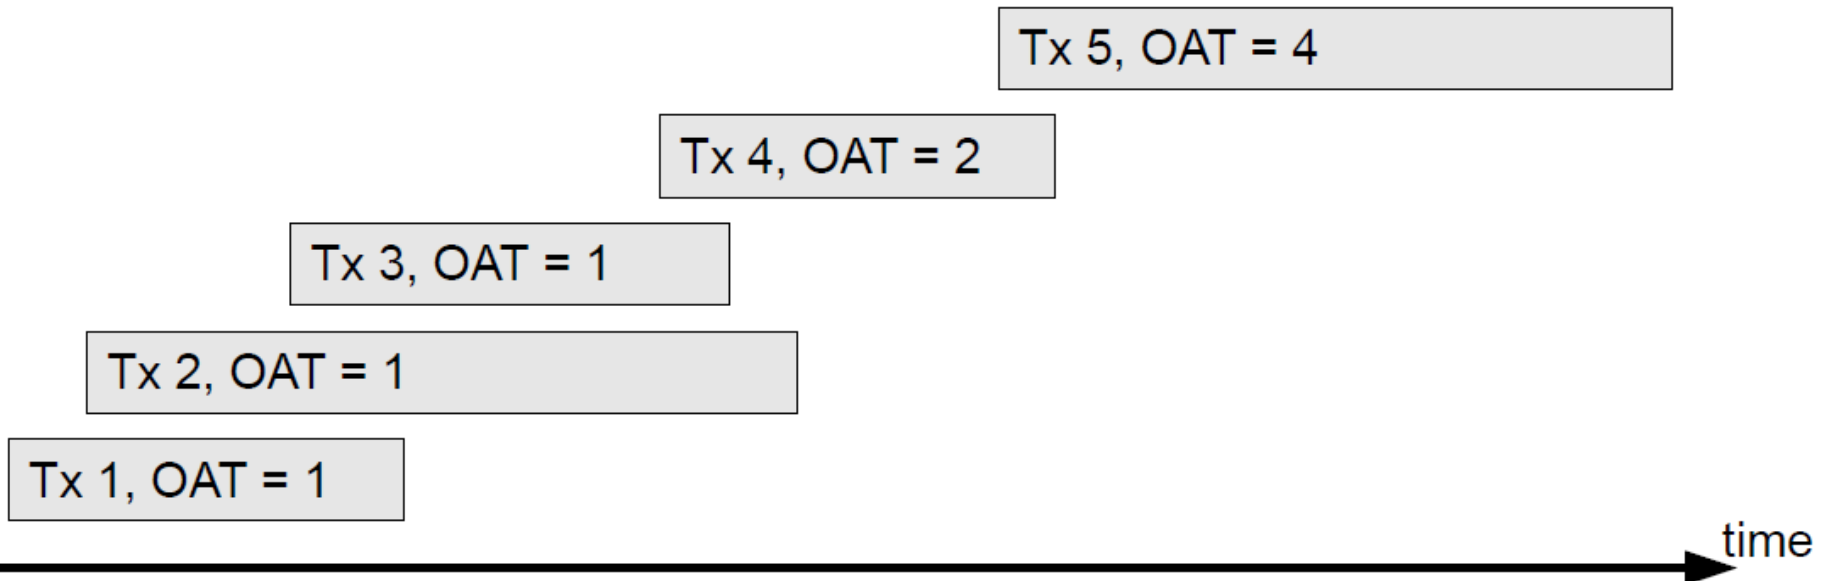 Tx 5, OAT = 4
Tx 4, OAT = 2
Tx 3, OAT = 1
Tx 2, OAT = 1
Tx 1, OAT = 1
time